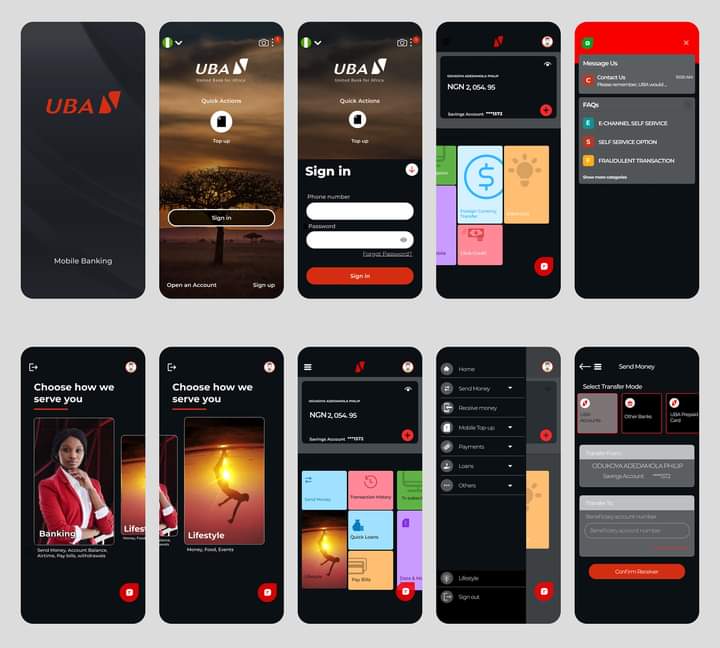 UBA
Mobile Banking
UBA
United Bank for Africa
Quick Actions
Top up
Sign in
Open an Account
Sign up
UBA
United Bank for Africa
Quick Actions
Top up
Sign in
Phone number
Password
Forgot Password?
Sign in
ODUKOYA ADEDAMOLA PHILIP
NGN 2, 054. 95
Savings Account ***1573
Foreign Currency
Transfer
Message Us
Contact Us
Please remember, UBA would ...
FAQs
E
E-CHANNEL SELF SERVICE
S
SELF SERVICE OPTION
F
FRAUDULENT TRANSACTION
Show more categories
Choose how we
serve you
Banking
Send Money, Account Balance,
Airtime, Pay bills, withdrawals
Lifest
Money, Food, Events
Choose how we
serve you
Lifestyle
Money, Food, Events
ODUKOYA ADEDAMOLA PHILIP
NGN 2, 054. 95
Savings Account ***1573
Send Money
Transaction History
Quick Loans
Lifestyle
Pay Bills
Data & M
Home
Send Money
Receive money
Mobile Top-up
Payments
Loans
Others
Lifestyle
Sign out
Send Money
Select Transfer Mode
UBA
Accounts
Other Banks
UBA Prepaid
Card
Transfer From
ODUKOYA ADEDAMOLA PHILIP
Savings Account ***1573
Transfer To
Beneficiary account number
Beneficiary account number
Confirm Receiver